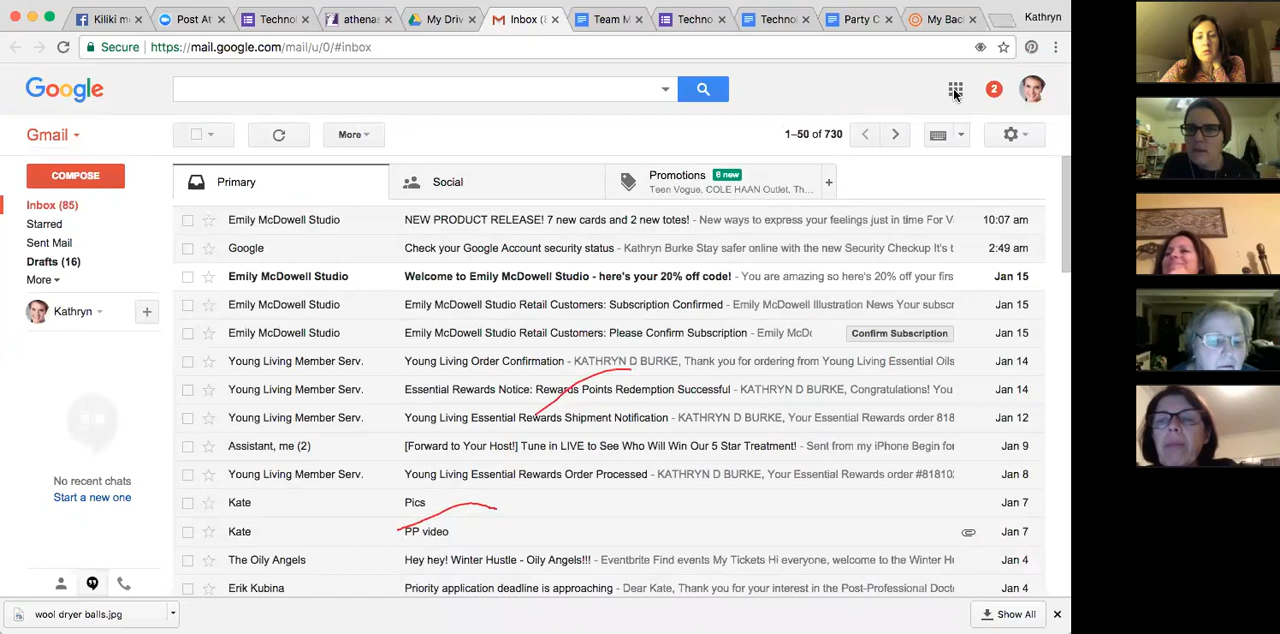 Kiliki m
Post At
Techno
athenas
My Driv
Inbox (8
Team M
Techno
Techno
Party C
My Bac
Kathryn
Secure
https://mail.google.com/mail/u/0/#inbox
Google
2
Gmail
More
1–50 of 730
COMPOSE
Primary
Social
Promotions 6 new
Teen Vogue, COLE HAAN Outlet, Th...
Inbox (85)
Starred
Sent Mail
Drafts (16)
More
Kathryn
Emily McDowell Studio NEW PRODUCT RELEASE! 7 new cards and 2 new totes! - New ways to express your feelings just in time For V 10:07 am
Google Check your Google Account security status - Kathryn Burke Stay safer online with the new Security Checkup It's t 2:49 am
Emily McDowell Studio Welcome to Emily McDowell Studio - here's your 20% off code! - You are amazing so here's 20% off your firs Jan 15
Emily McDowell Studio Emily McDowell Studio Retail Customers: Subscription Confirmed - Emily McDowell Illustration News Your subscr Jan 15
Emily McDowell Studio Emily McDowell Studio Retail Customers: Please Confirm Subscription - Emily McDo Confirm Subscription Jan 15
Young Living Member Serv. Young Living Order Confirmation - KATHRYN D BURKE, Thank you for ordering from Young Living Essential Oils Jan 14
Young Living Member Serv. Essential Rewards Notice: Rewards Points Redemption Successful - KATHRYN D BURKE, Congratulations! You Jan 14
Young Living Member Serv. Young Living Essential Rewards Shipment Notification - KATHRYN D BURKE, Your Essential Rewards order 818 Jan 12
Assistant, me (2) [Forward to Your Host!] Tune in LIVE to See Who Will Win Our 5 Star Treatment! - Sent from my iPhone Begin for Jan 9
Young Living Member Serv. Young Living Essential Rewards Order Processed - KATHRYN D BURKE, Your Essential Rewards order #81810 Jan 8
Kate Pics Jan 7
Kate PP video Jan 7
The Oily Angels Hey hey! Winter Hustle - Oily Angels!!! - Eventbrite Find events My Tickets Hi everyone, welcome to the Winter H Jan 4
Erik Kubina Priority application deadline is approaching - Dear Kate, Thank you for your interest in the Post-Professional Doct Jan 4
No recent chats
Start a new one
wool dryer balls.jpg
Show All